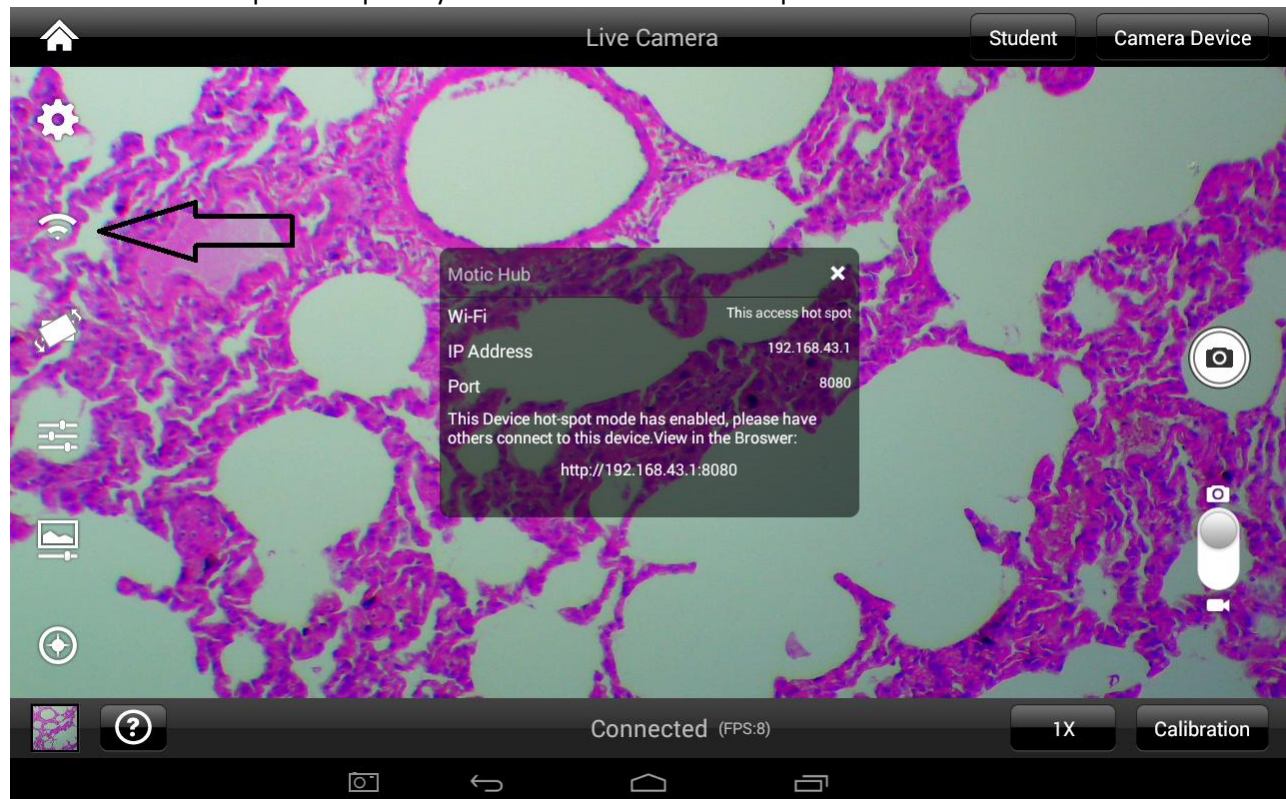 Live Camera
Student
Camera Device
Motic Hub
Wi-Fi This access hot spot
IP Address 192.168.43.1
Port 8080
This Device hot-spot mode has enabled, please have
others connect to this device.View in the Broswer:
http://192.168.43.1:8080
?
Connected (FPS:8)
1X
Calibration